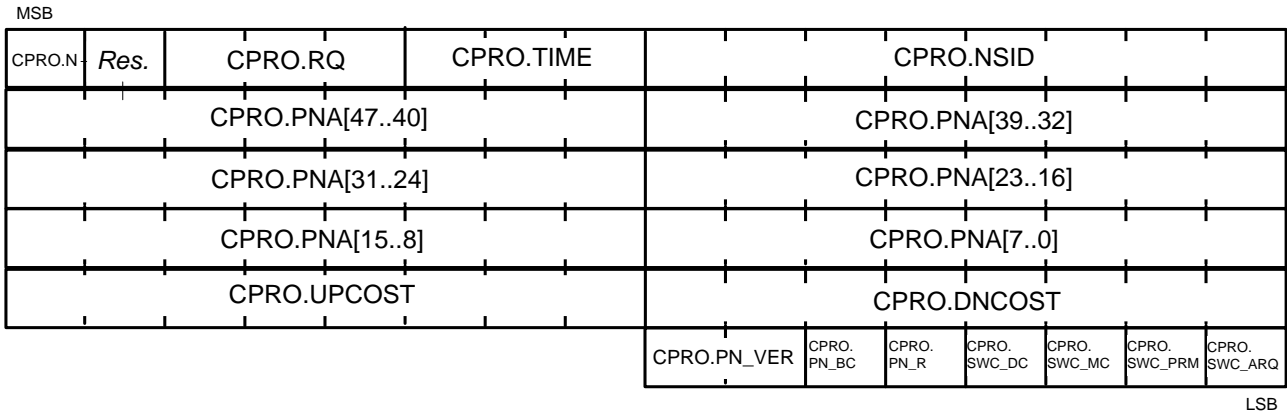 MSB
CPRO.N Res. CPRO.RQ CPRO.TIME CPRO.NSID
CPRO.PNA[47..40] CPRO.PNA[39..32]
CPRO.PNA[31..24] CPRO.PNA[23..16]
CPRO.PNA[15..8] CPRO.PNA[7..0]
CPRO.UPCOST CPRO.DNCOST
CPRO.PN_VER CPRO. PN_BC CPRO. PN_R CPRO. SWC_DC CPRO. SWC_MC CPRO. SWC_PRM CPRO. SWC_ARQ
LSB